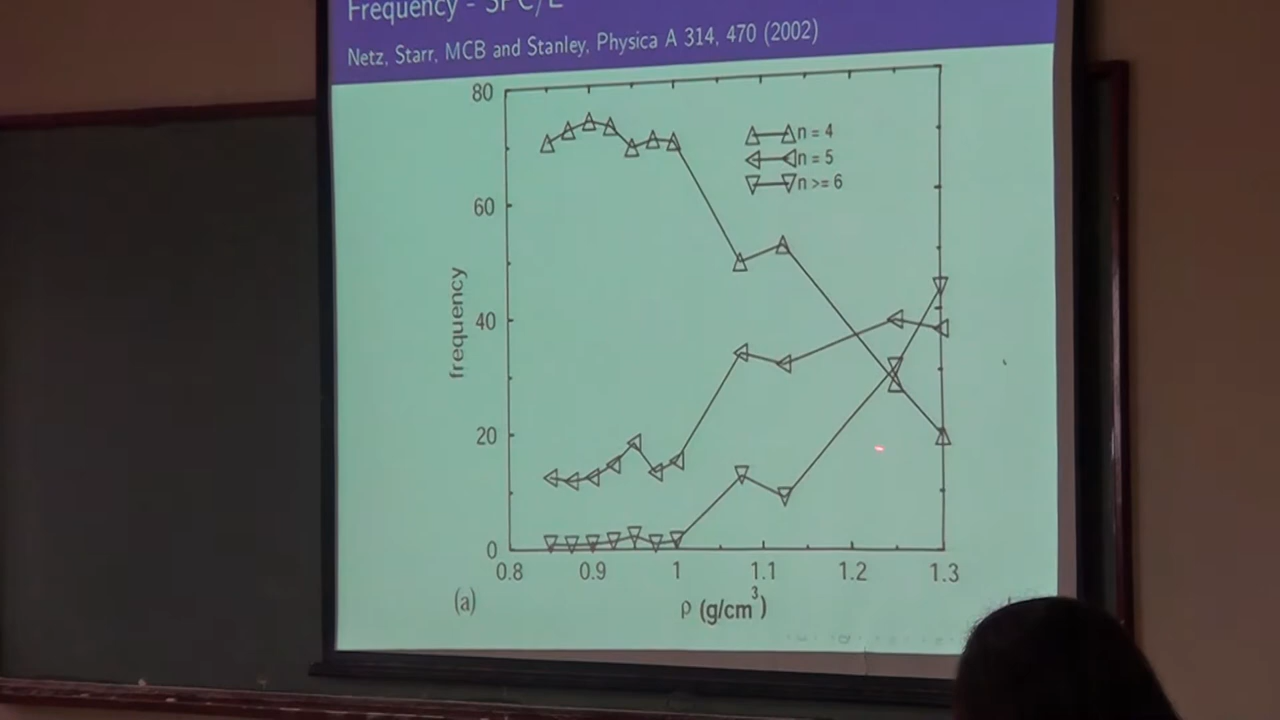 Frequency - SPC/E
Netz, Starr, MCB and Stanley, Physica A 314, 470 (2002)
80
60
40
20
0
frequency
n = 4
n = 5
n >= 6
0.8 0.9 1 1.1 1.2 1.3
(a)
ρ (g/cm³)